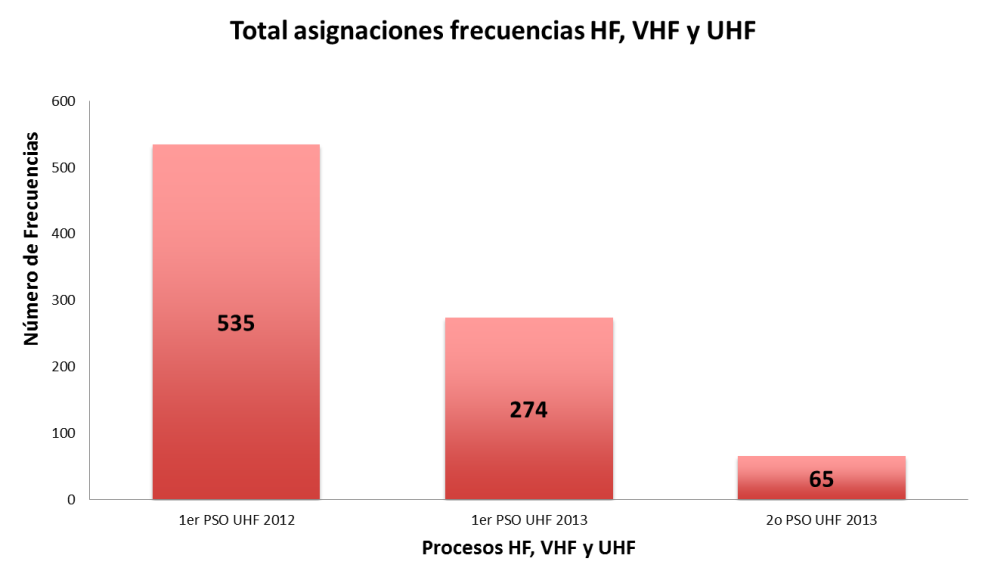 Total asignaciones frecuencias HF, VHF y UHF
Número de Frecuencias
600
500
400
300
200
100
0
535
274
65
1er PSO UHF 2012
1er PSO UHF 2013
2o PSO UHF 2013
Procesos HF, VHF y UHF